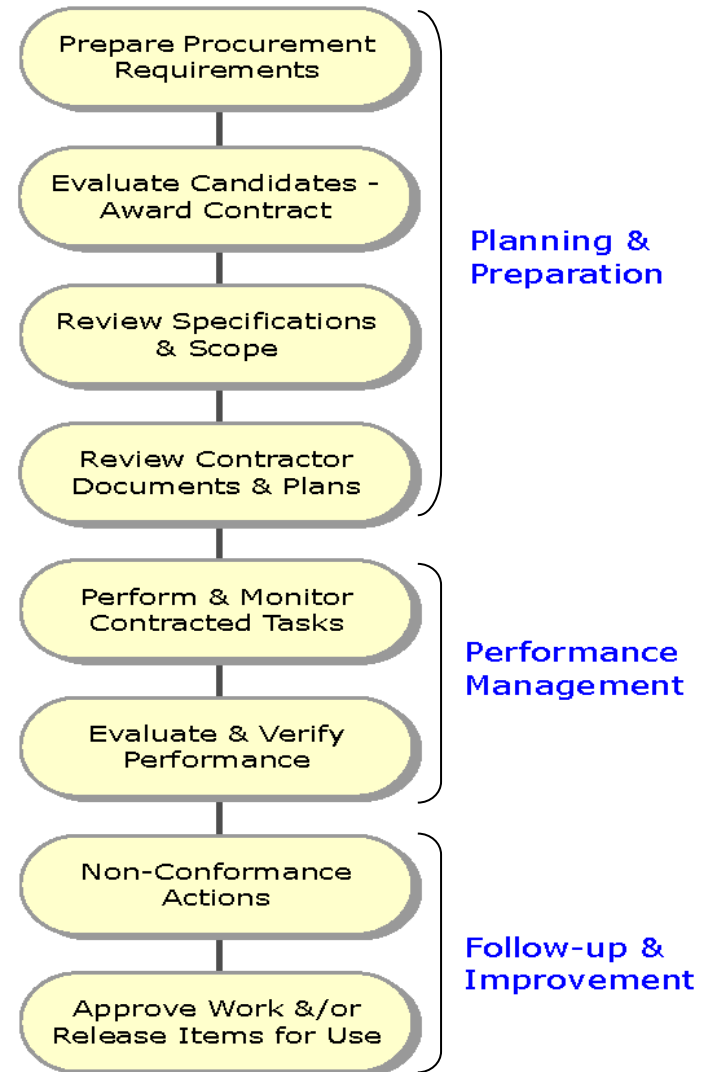 Prepare Procurement
Requirements
Evaluate Candidates -
Award Contract
Review Specifications
& Scope
Review Contractor
Documents & Plans
Planning &
Preparation
Perform & Monitor
Contracted Tasks
Evaluate & Verify
Performance
Performance
Management
Non-Conformance
Actions
Approve Work &/or
Release Items for Use
Follow-up &
Improvement